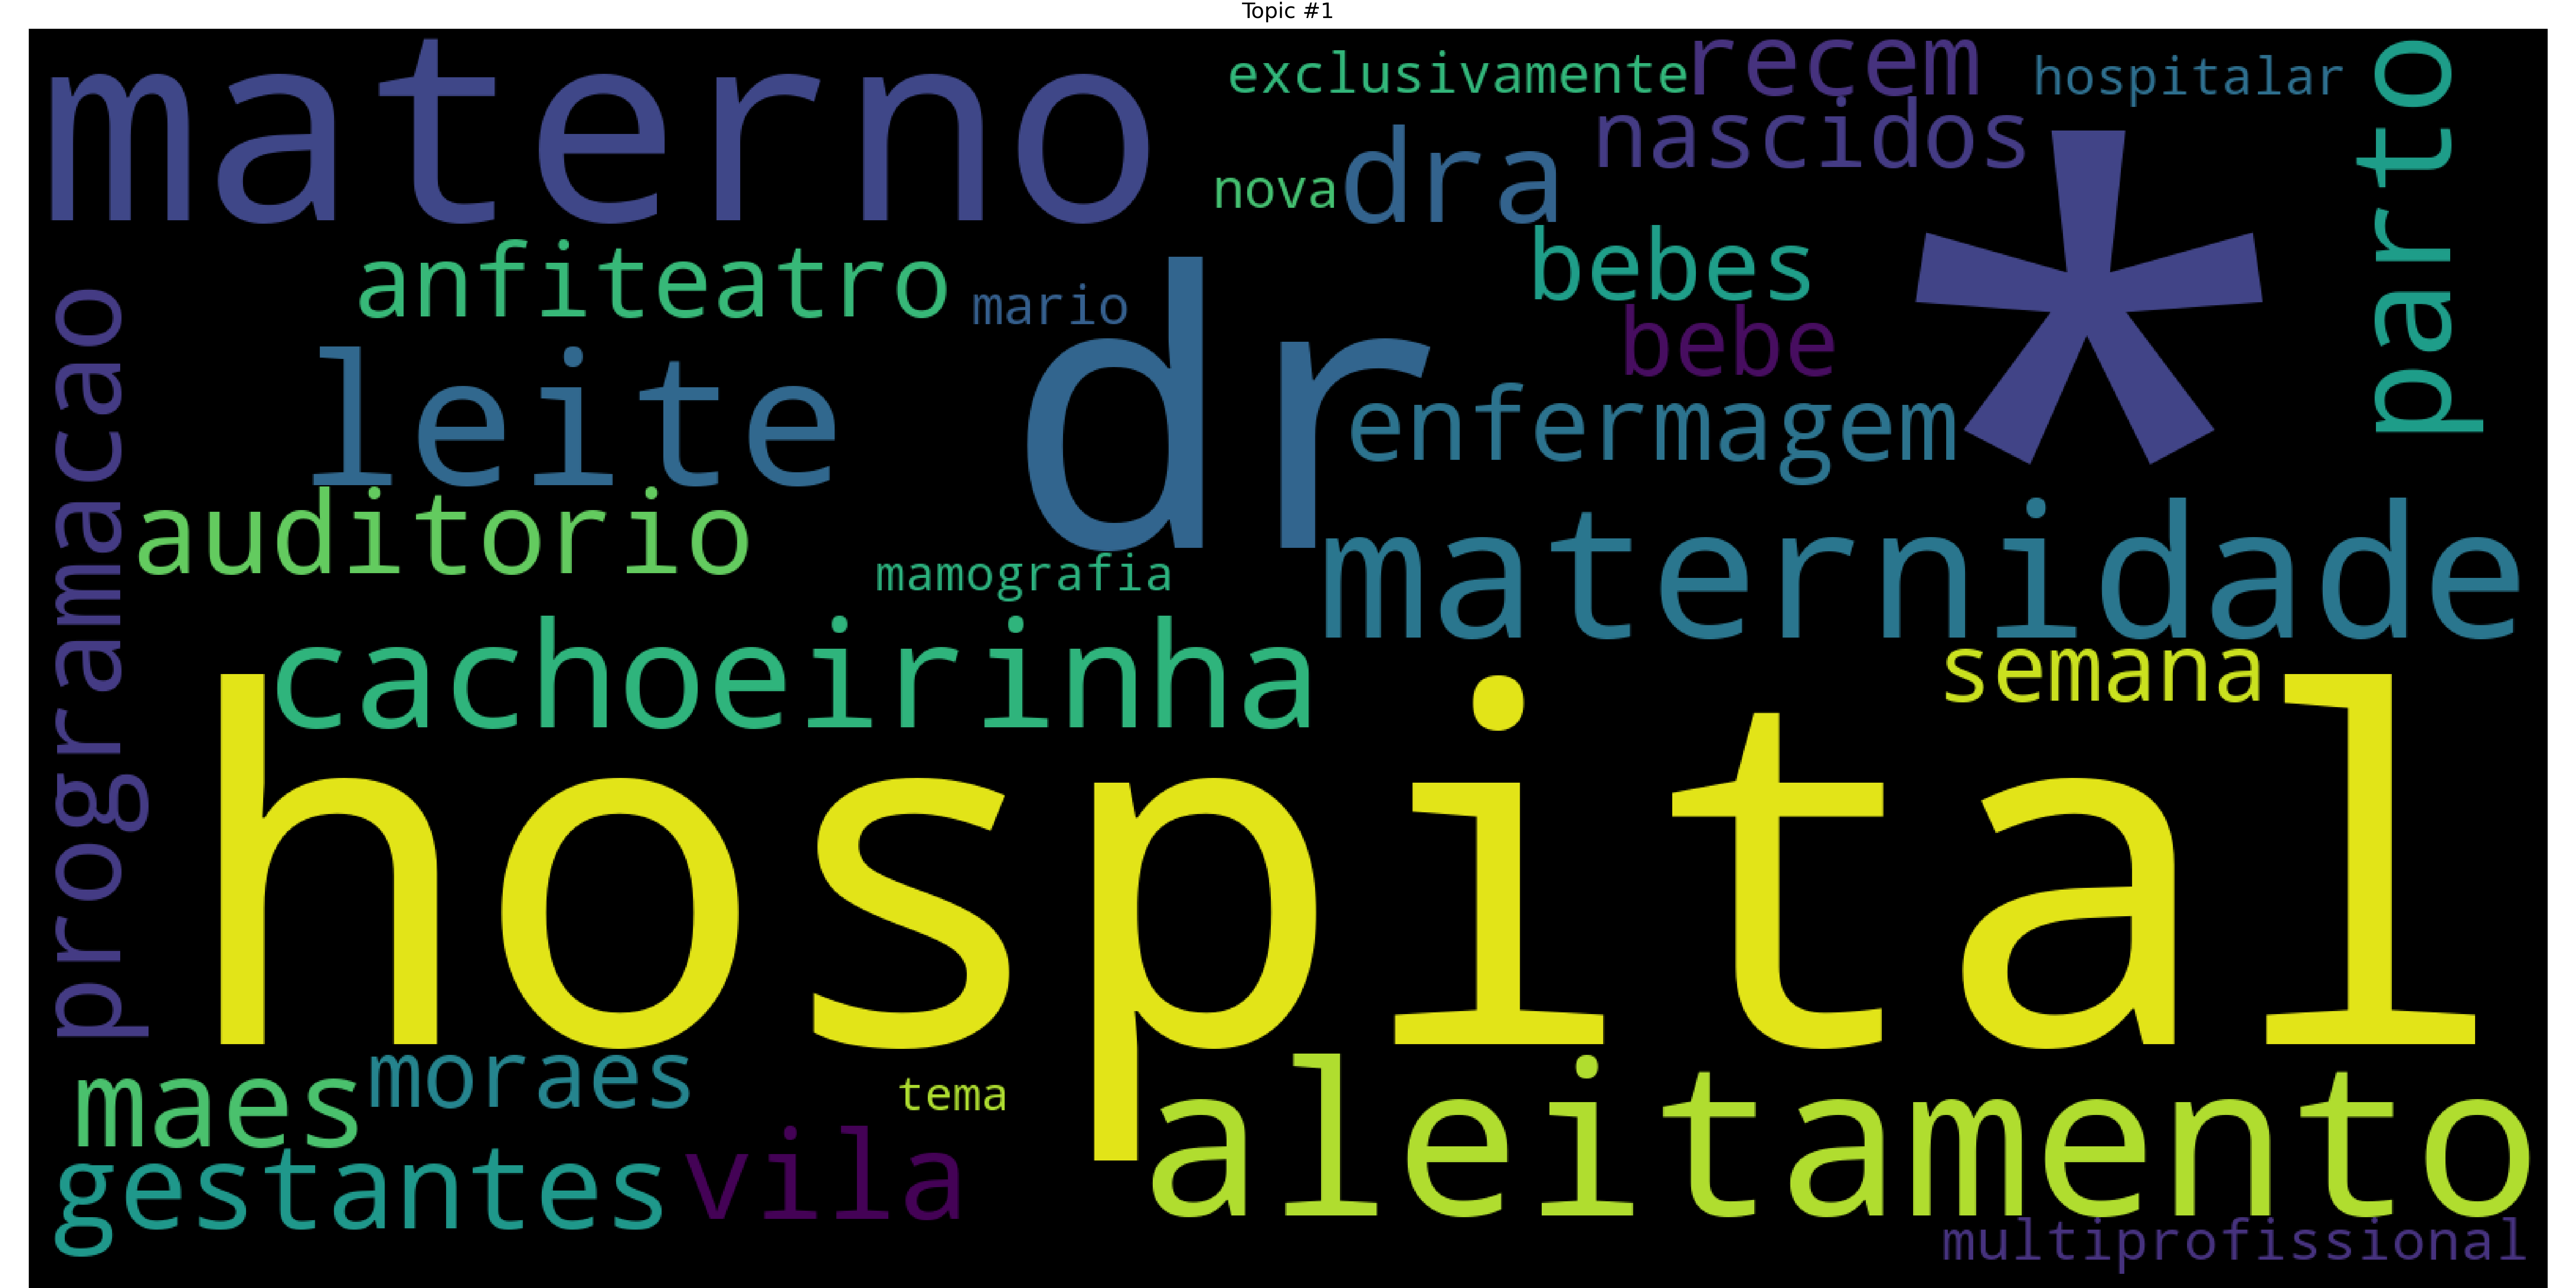 Topic #1
materno
exclusivamente
recem
hospitalar
parto
nascidos
nova
dra
*
anfiteatro
mario
bebes
bebe
dr
leite
enfermagem
programacao
auditorio
mamografia
maternidade
cachoeirinha
semana
hospital
maes
moraes
tema
aleitamento
gestantes
vila
multiprofissional